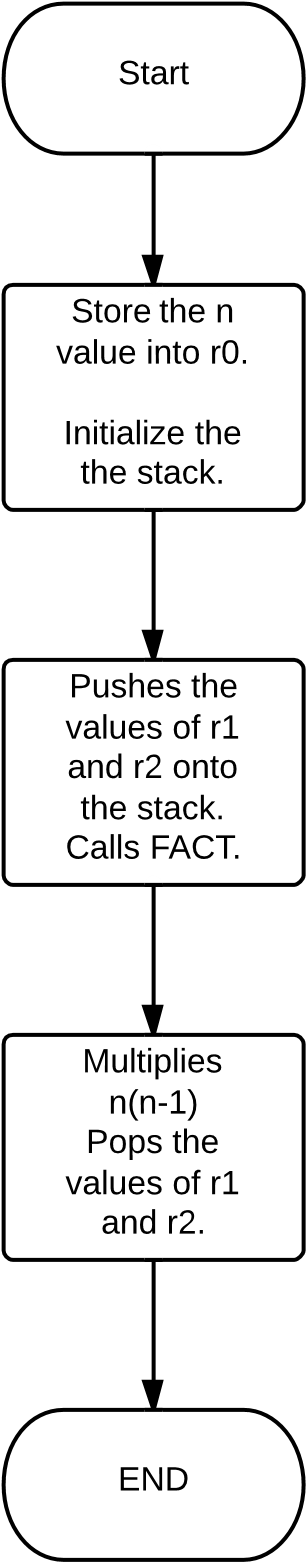 Start
Store the n
value into r0.
Initialize the
the stack.
Pushes the
values of r1
and r2 onto
the stack.
Calls FACT.
Multiplies
n(n-1)
Pops the
values of r1
and r2.
END